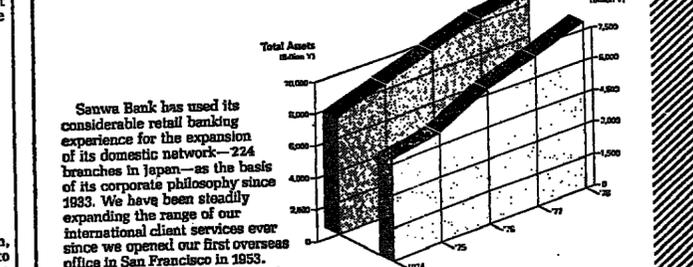 Total Assets
(Billion Y)
10,000
8,000
6,000
4,000
2,000
0
7,500
6,000
4,500
3,000
1,500
0
1974
'75
'76
'77
'78
Sanwa Bank has used its
considerable retail banking
experience for the expansion
of its domestic network—224
branches in Japan—as the basis
of its corporate philosophy since
1933. We have been steadily
expanding the range of our
international client services ever
since we opened our first overseas
office in San Francisco in 1953.